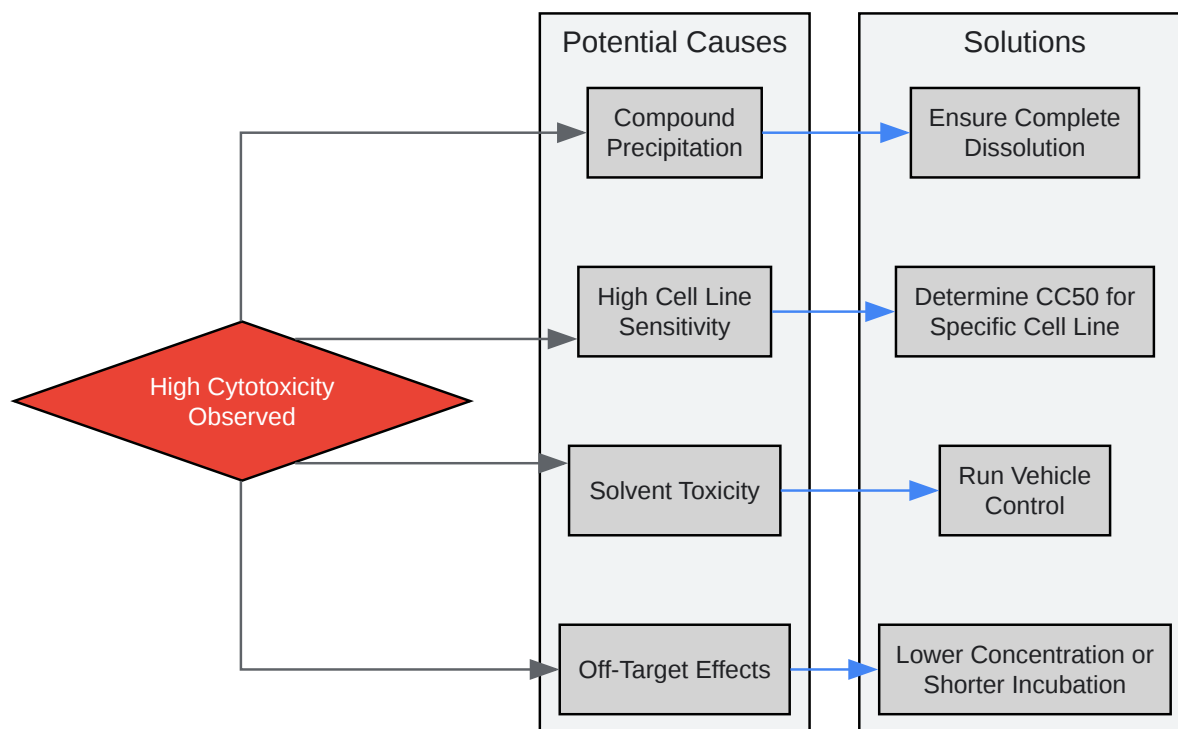 Potential Causes
Solutions
Compound
Precipitation
Ensure Complete
Dissolution
High Cell Line
Sensitivity
Determine CC50 for
Specific Cell Line
High Cytotoxicity
Observed
Solvent Toxicity
Run Vehicle
Control
Off-Target Effects
Lower Concentration or
Shorter Incubation